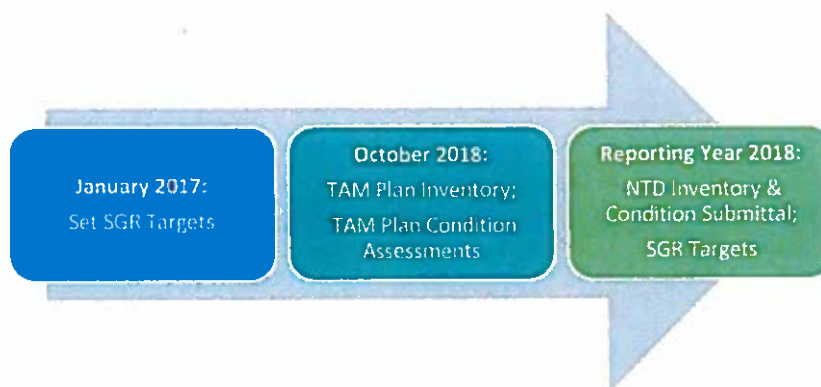 January 2017:
Set SGR Targets
October 2018:
TAM Plan Inventory;
TAM Plan Condition
Assessments
Reporting Year 2018:
NTD Inventory &
Condition Submittal;
SGR Targets